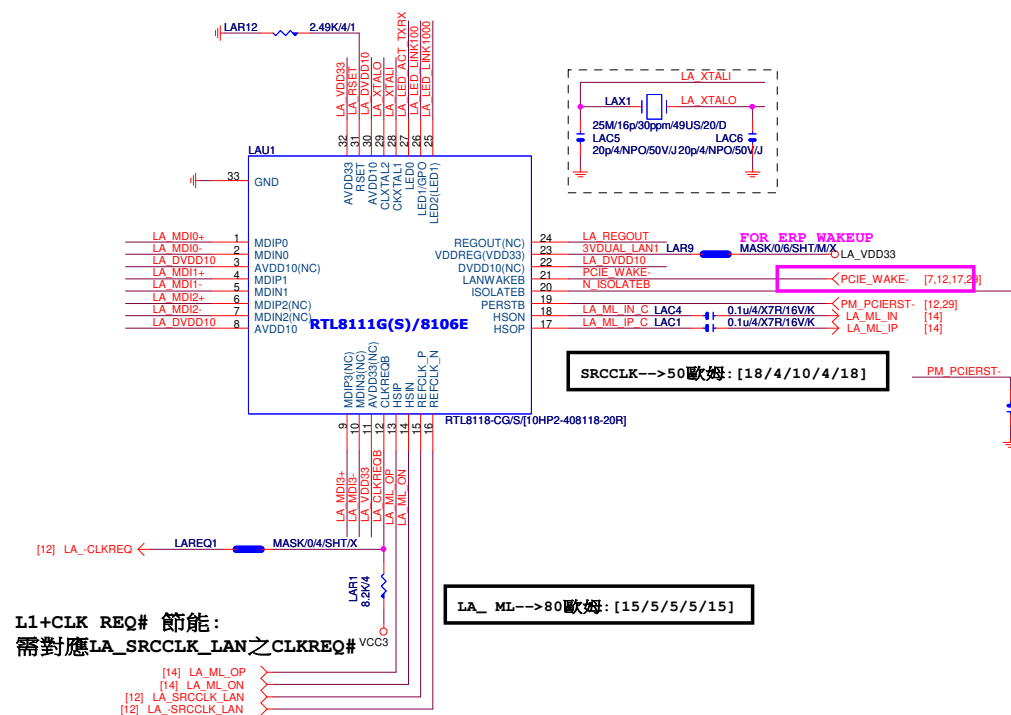 LAR12
2.49K/4/1
LA_VDD33
LA_RSET
LA_DVDD10
LA_XTALO
LA_XTALI
LA_LED_ACT_TXRX
LA_LED_LINK100
LA_LED_LINK1000
32
31
30
29
28
27
26
25
LAU1
AVDD33
RSET
AVDD10
CLXTAL2
CKXTAL1
LED0
LED1/GPO
LED2(LED1)
LA_XTALI
LAX1
LA_XTALO
25M/16p/30ppm/49US/20/D
LAC5
LAC6
20p/4/NPO/50V/J
20p/4/NPO/50V/J
33
GND
LA_MDI0+ 1 MDIP0
LA_MDI0- 2 MDIN0
LA_DVDD10 3 AVDD10(NC)
LA_MDI1+ 4 MDIP1
LA_MDI1- 5 MDIN1
LA_MDI2+ 6 MDIP2(NC)
LA_MDI2- 7 MDIN2(NC)
LA_DVDD10 8 AVDD10
RTL8111G(S)/8106E
REGOUT(NC) 24 LA_REGOUT
VDDREG(VDD33) 23 3VDUAL_LAN1 LAR9 MASK/0/6/SHT/M/X LA_VDD33
FOR ERP WAKEUP
DVDD10(NC) 22 LA_DVDD10
LANWAKEB 21 PCIE_WAKE- PCIE_WAKE- [7,12,17,29]
ISOLATEB 20 N_ISOLATEB
PERSTB 19 PM_PCIERST- [12,29]
HSON 18 LA_ML_IN_C LAC4 0.1u/4/X7R/16V/K LA_ML_IN [14]
HSOP 17 LA_ML_IP_C LAC1 0.1u/4/X7R/16V/K LA_ML_IP [14]
MDIP3(NC)
MDIN3(NC)
AVDD33(NC)
CLKREQB
HSIP
HSIN
REFCLK_P
REFCLK_N
9
10
11
12
13
14
15
16
RTL8118-CG/S/[10HP2-408118-20R]
SRCCLK-->50歐姆:[18/4/10/4/18]
PM_PCIERST-
LA_MDI3+
LA_MDI3-
LA_VDD33
LA_CLKREQB
LA_ML_OP
LA_ML_ON
[12] LA_-CLKREQ
LAREQ1
MASK/0/4/SHT/X
LAR1
8.2K/4
VCC3
LA_ ML-->80歐姆:[15/5/5/5/15]
L1+CLK REQ# 節能:
需對應LA_SRCCLK_LAN之CLKREQ#
[14] LA_ML_OP
[14] LA_ML_ON
[12] LA_SRCCLK_LAN
[12] LA_-SRCCLK_LAN